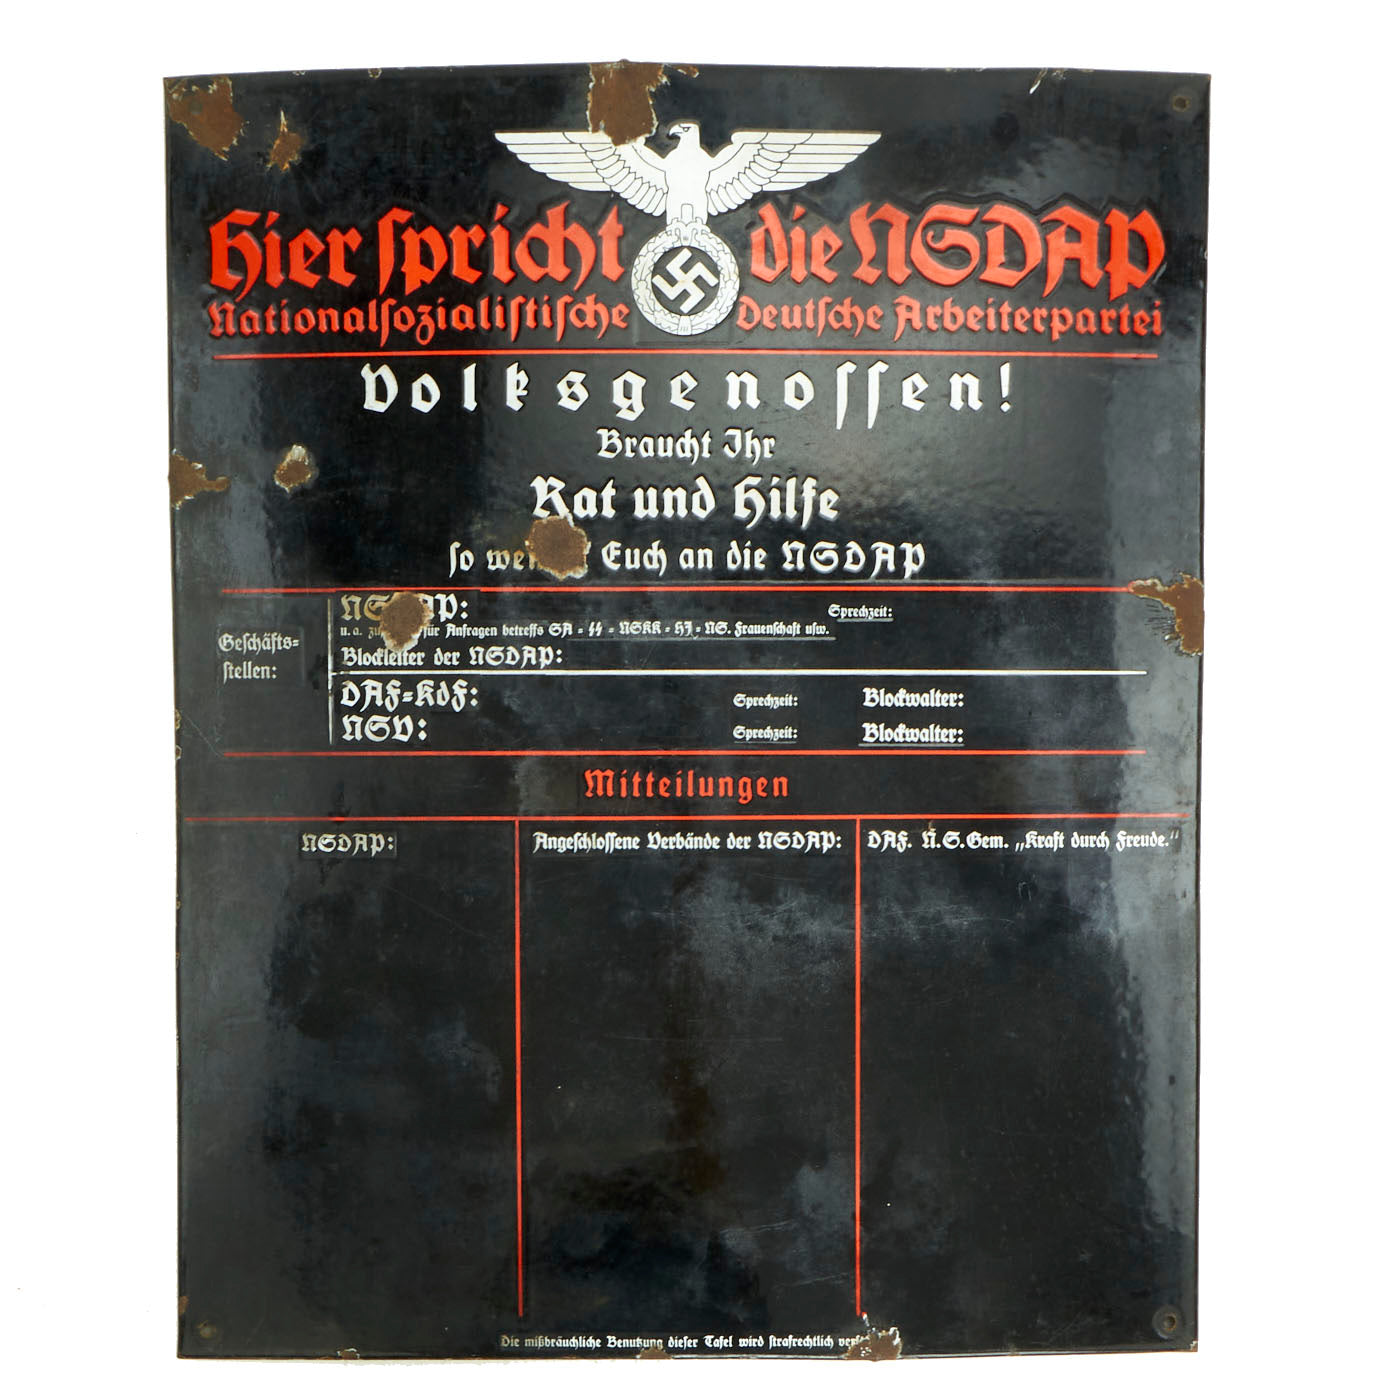 Hier spricht die NSDAP
Nationalsozialistische Deutsche Arbeiterpartei
Volksgenossen!
Braucht Ihr
Rat und Hilfe
so Euch an die NSDAP
Geschäfts-
stellen:
NSDAP: Sprechzeit:
u. a. für Anfragen betreffs SA - SS - NSKK - HJ - NS. Frauenschaft usw.
Blockleiter der NSDAP:
DAF-KdF: Sprechzeit: Blockwalter:
NSV: Sprechzeit: Blockwalter:
Mitteilungen
NSDAP:
Angeschlossene Verbände der NSDAP:
DAF. N.S.Gem. „Kraft durch Freude."
Die mißbräuchliche Benutzung dieser Tafel wird strafrechtlich